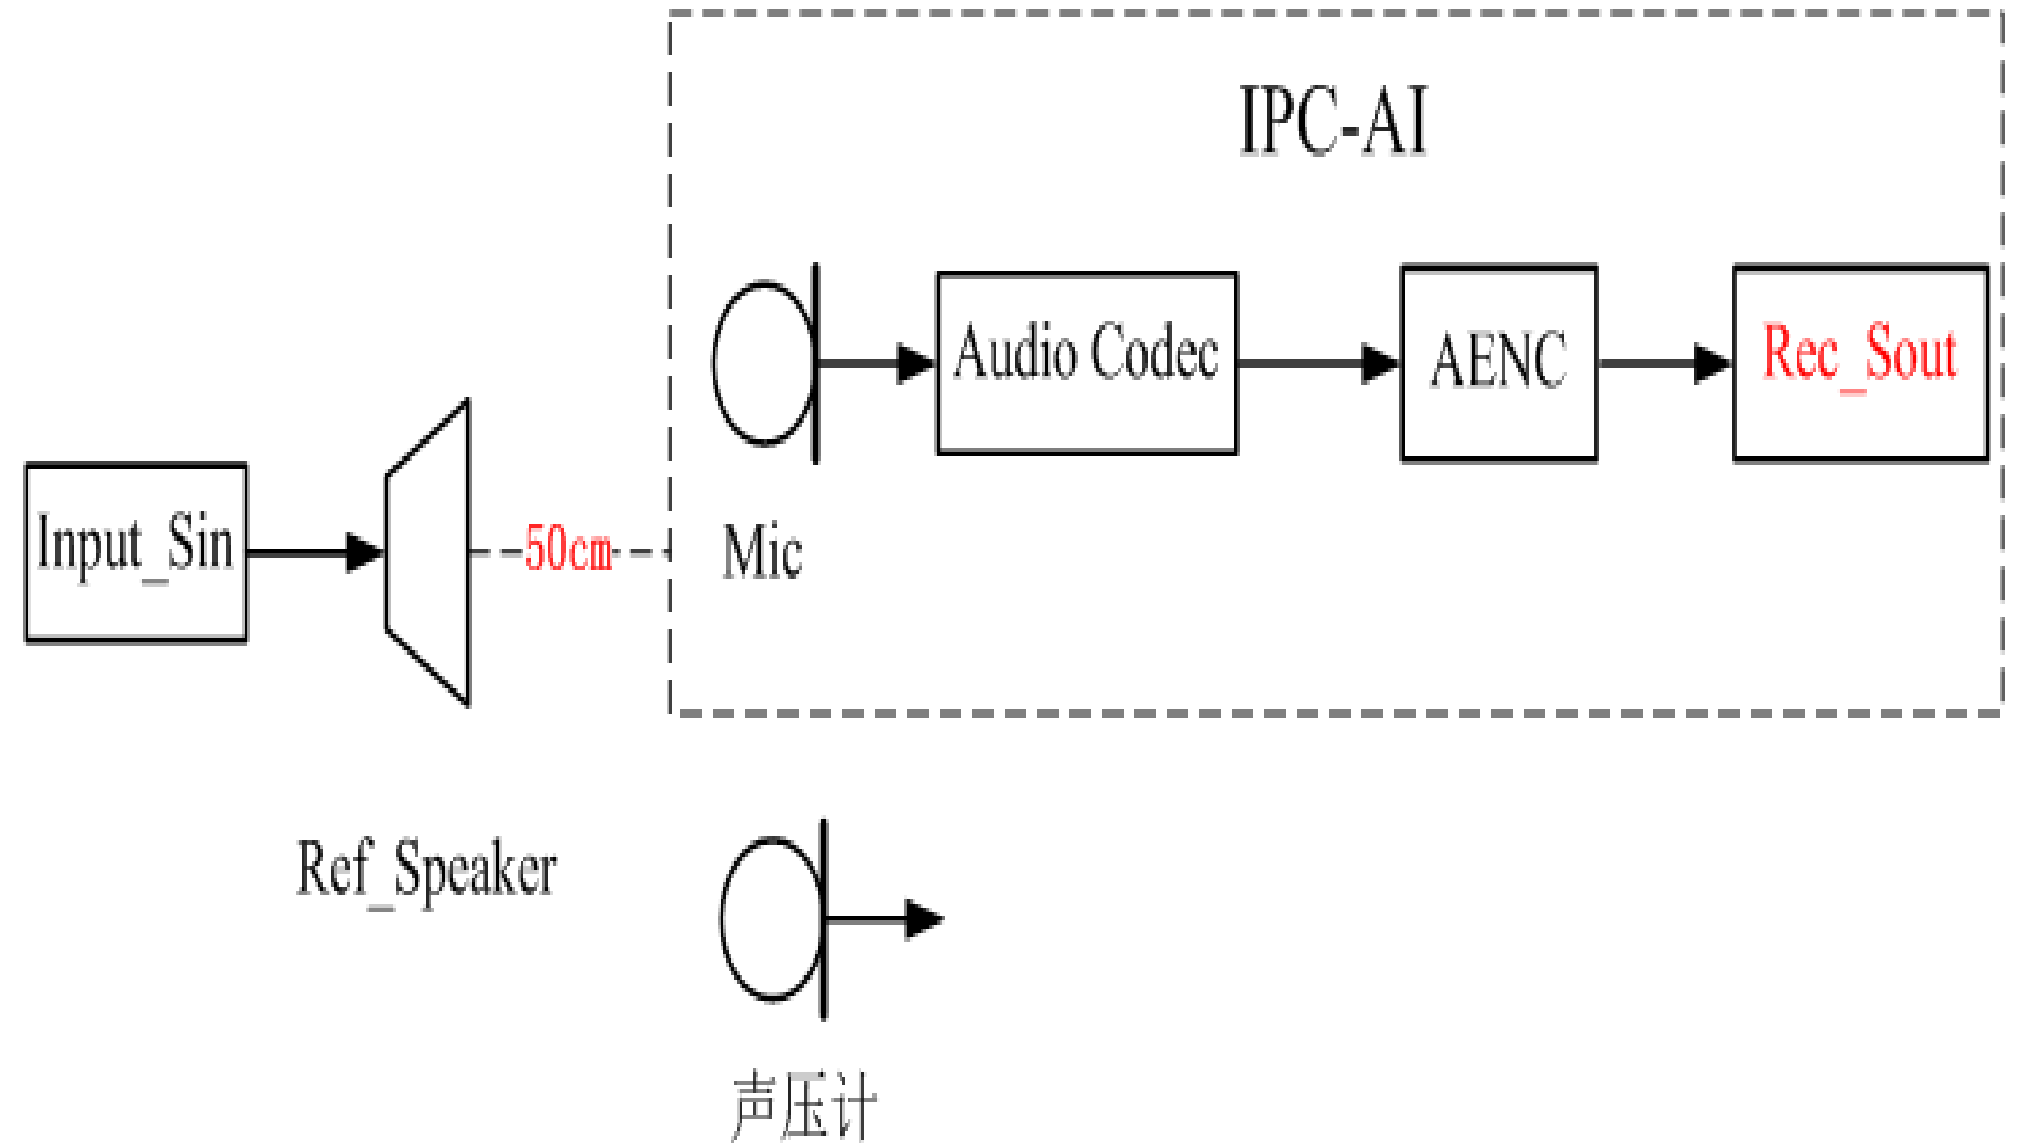 IPC-AI
Audio Codec
AENC
Rec_Sout
Input_Sin
50cm
Mic
Ref_Speaker
声压计